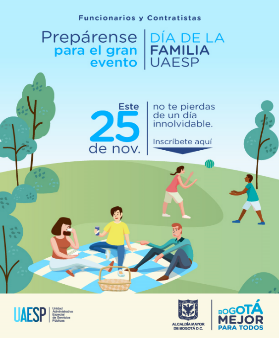 Funcionarios y Contratistas
Prepárense
para el gran
evento
DÍA DE LA
FAMILIA
UAESP
Este
25
de nov.
no te pierdas
de un día
innolvidable.
inscríbete aquí
UAESP
Unidad
Administrativa
Especial
de Servicios
Públicos
ALCALDÍA MAYOR
DE BOGOTÁ D.C.
BOGOTÁ
MEJOR
PARA TODOS